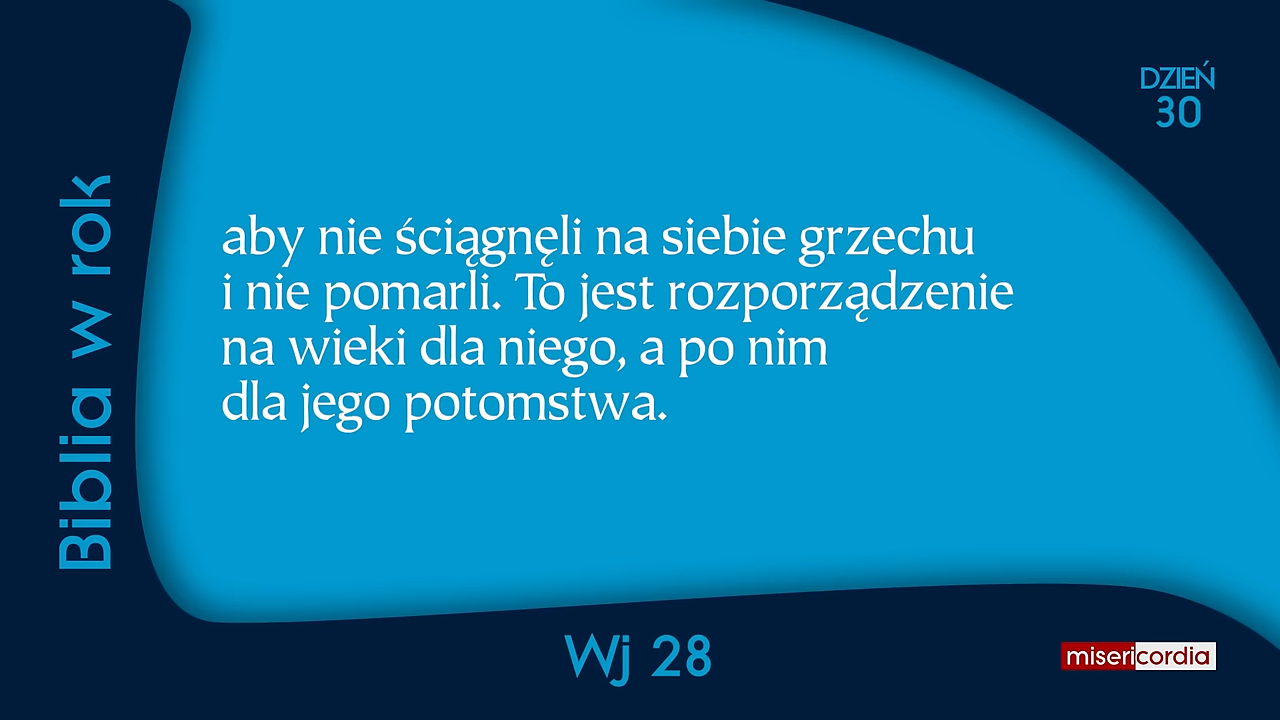 DZIEŃ
30
Biblia w rok
aby nie ściągnęli na siebie grzechu
i nie pomarli. To jest rozporządzenie
na wieki dla niego, a po nim
dla jego potomstwa.
Wj 28
misericordia